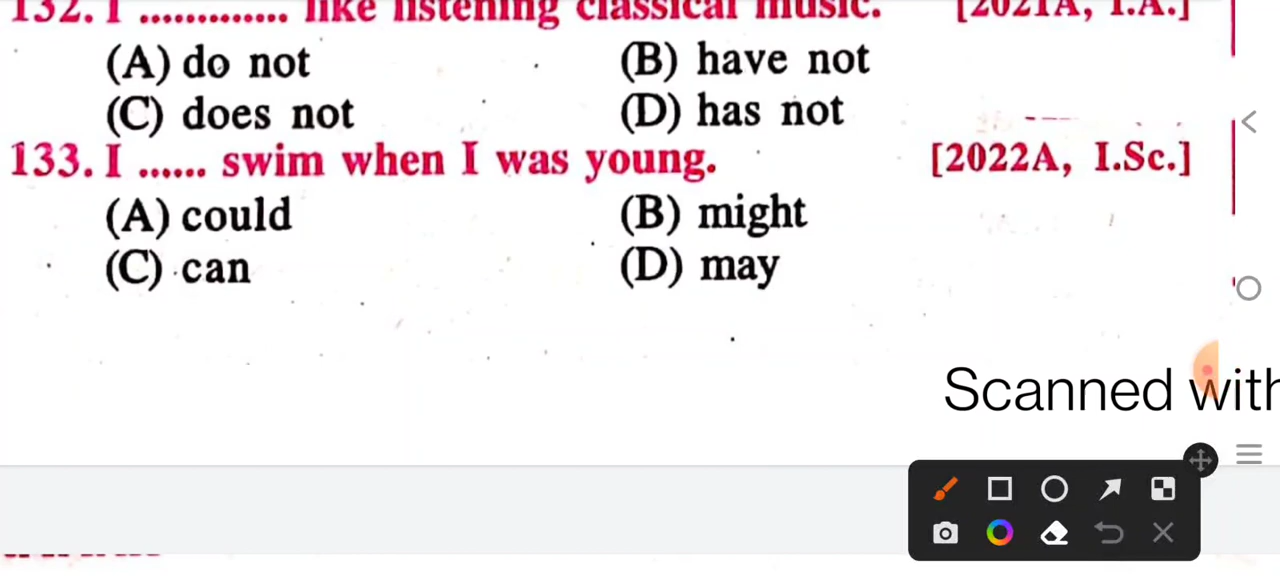 132. I ............. like listening classical music. [2021A, I.A.]
(A) do not (B) have not
(C) does not (D) has not
133. I ...... swim when I was young. [2022A, I.Sc.]
(A) could (B) might
(C) can (D) may
Scanned with